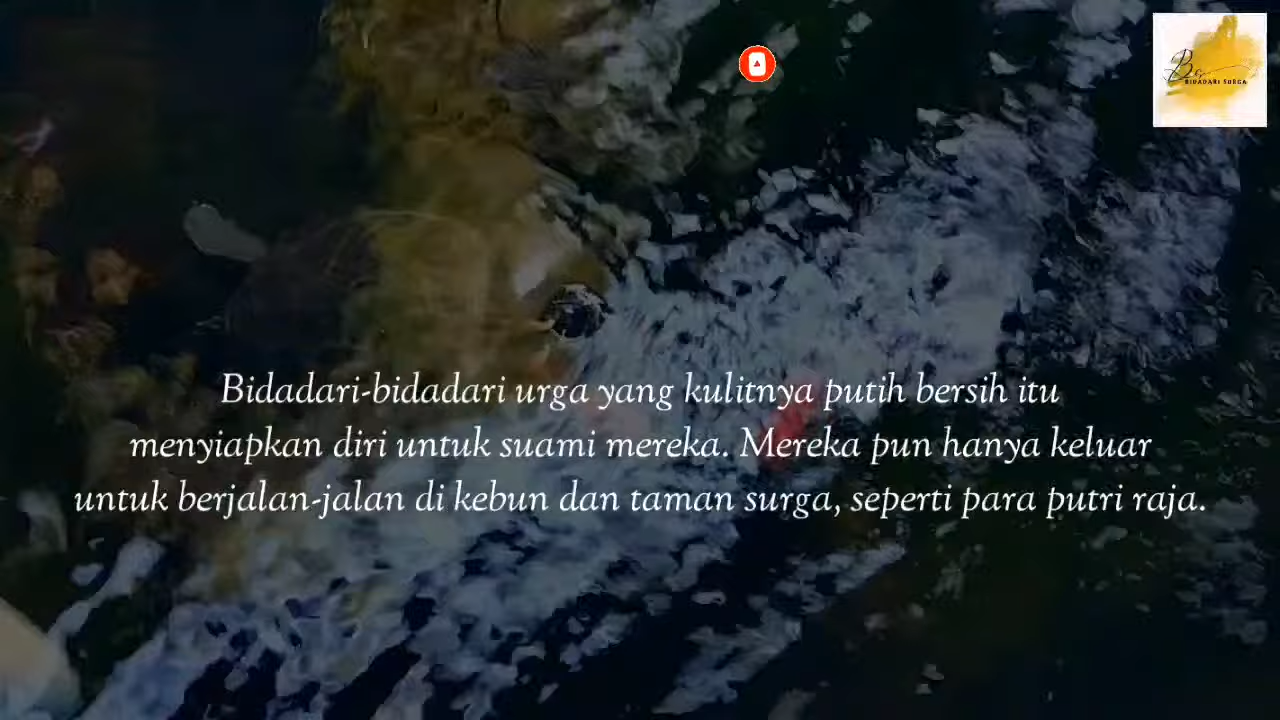 BIDADARI SURGA
Bidadari-bidadari urga yang kulitnya putih bersih itu
menyiapkan diri untuk suami mereka. Mereka pun hanya keluar
untuk berjalan-jalan di kebun dan taman surga, seperti para putri raja.